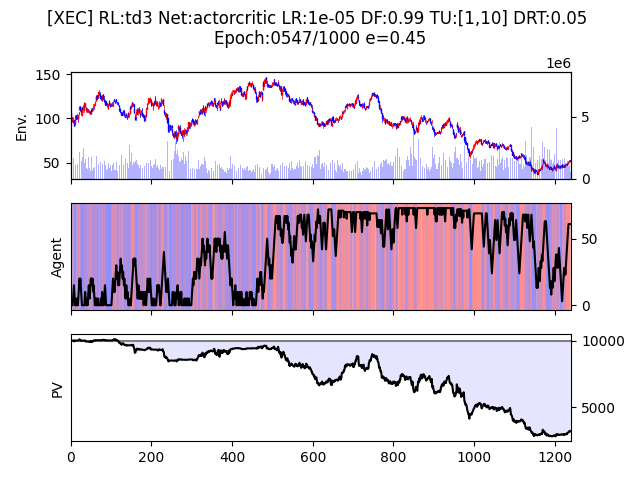 [XEC] RL:td3 Net:actorcritic LR:1e-05 DF:0.99 TU:[1,10] DRT:0.05
Epoch:0547/1000 e=0.45
1e6
150
100
50
Env.
5
0
Agent
50
0
PV
10000
5000
0 200 400 600 800 1000 1200